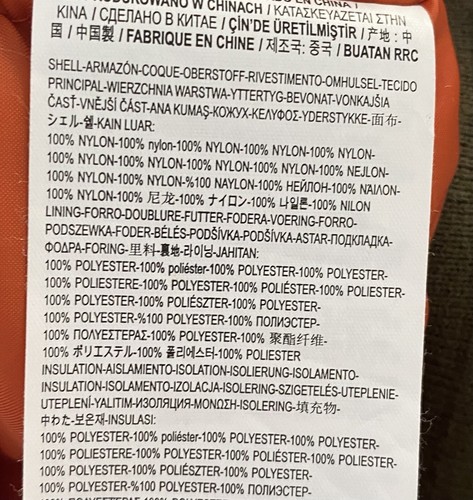 WYPRODUKOWANO W CHINACH / ΚΑΤΑΣΚΕΥΑΖΕΤΑΙ ΣΤΗΝ
ΚΙΝΑ / СДЕЛАНО В КИТАЕ / ÇİN'DE ÜRETİLMİŞTİR / 产地: 中
国 / 中国製 / FABRIQUE EN CHINE / 제조국: 중국 / BUATAN RRC
SHELL-ARMAZÓN-COQUE-OBERSTOFF-RIVESTIMENTO-OMHULSEL-TECIDO
PRINCIPAL-WIERZCHNIA WARSTWA-YTTERTYG-BEVONAT-VONKAJŠIA
ČASŤ-VNĚJŠÍ ČÁST-ANA KUMAŞ-КОЖУХ-ΚΕΛΥΦΟΣ-YDERSTYKKE-面布-
シェル-쉘-KAIN LUAR:
100% NYLON-100% nylon-100% NYLON-100% NYLON-100% NYLON-
100% NYLON-100% NYLON-100% NYLON-100% NYLON-100% NEJLON-
100% NYLON-100% NYLON-%100 NAYLON-100% НЕЙЛОН-100% ΝΑΙΛΟΝ-
100% NYLON-100% 尼龙-100% ナイロン-100% 나일론-100% NILON
LINING-FORRO-DOUBLURE-FUTTER-FODERA-VOERING-FORRO-
PODSZEWKA-FODER-BÉLÉS-PODŠÍVKA-PODŠÍVKA-ASTAR-ПОДКЛАДКА-
ΦΟΔΡΑ-FORING-里料-裏地-라이닝-JAHITAN:
100% POLYESTER-100% poliéster-100% POLYESTER-100% POLYESTER-
100% POLIESTERE-100% POLYESTER-100% POLIÉSTER-100% POLIESTER-
100% POLYESTER-100% POLIÉSZTER-100% POLYESTER-
100% POLYESTER-%100 POLYESTER-100% ПОЛИЭСТЕР-
100% ΠΟΛΥΕΣΤΕΡΑΣ-100% POLYESTER-100% 聚酯纤维-
100% ポリエステル-100% 폴리에스터-100% POLIESTER
INSULATION-AISLAMIENTO-ISOLATION-ISOLIERUNG-ISOLAMENTO-
INSULATION-ISOLAMENTO-IZOLACJA-ISOLERING-SZIGETELÉS-UTEPLENIE-
UTEPLENÍ-YALITIM-ИЗОЛЯЦИЯ-ΜΟΝΩΣΗ-ISOLERING-填充物-
中わた-보온재-INSULASI:
100% POLYESTER-100% poliéster-100% POLYESTER-100% POLYESTER-
100% POLIESTERE-100% POLYESTER-100% POLIÉSTER-100% POLIESTER-
100% POLYESTER-100% POLIÉSZTER-100% POLYESTER-
100% POLYESTER-%100 POLYESTER-100% ПОЛИЭСТЕР-